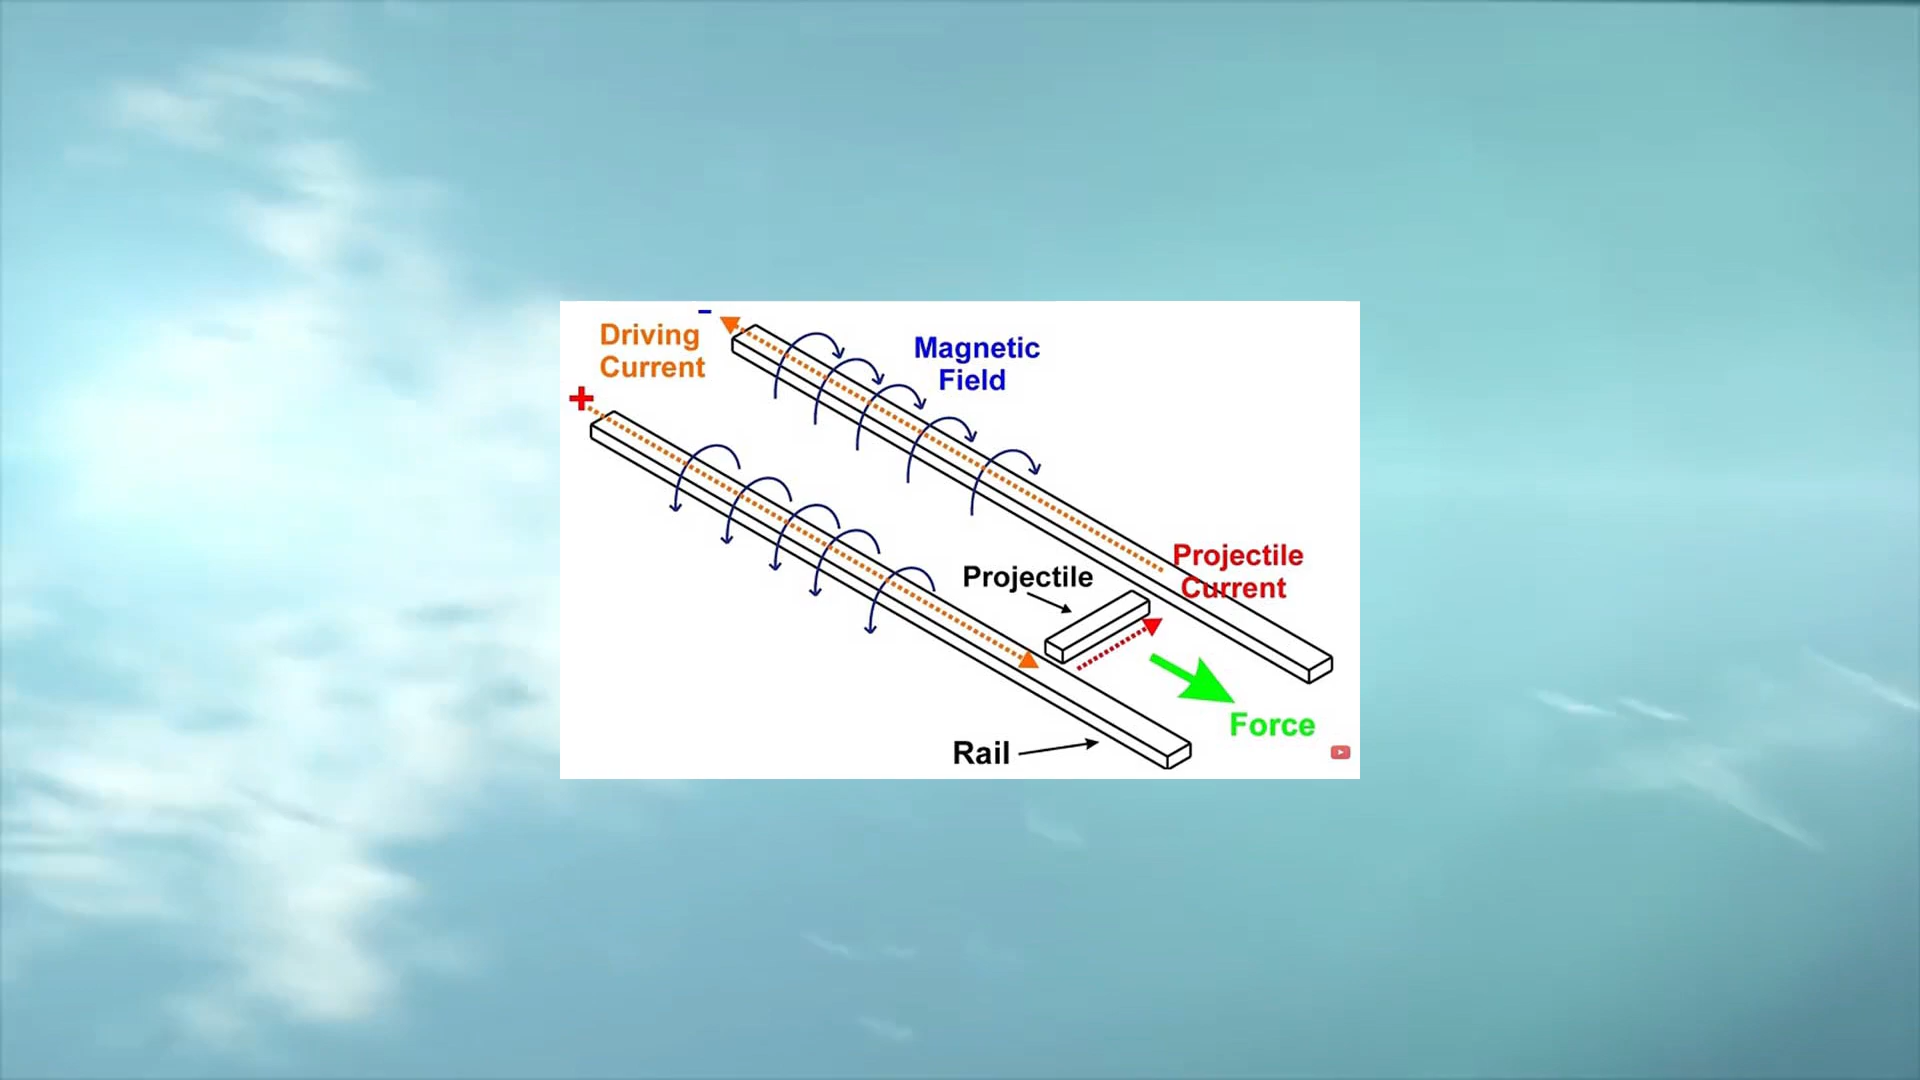 -
Driving
Current
+
Magnetic
Field
Projectile
Current
Projectile
Force
Rail